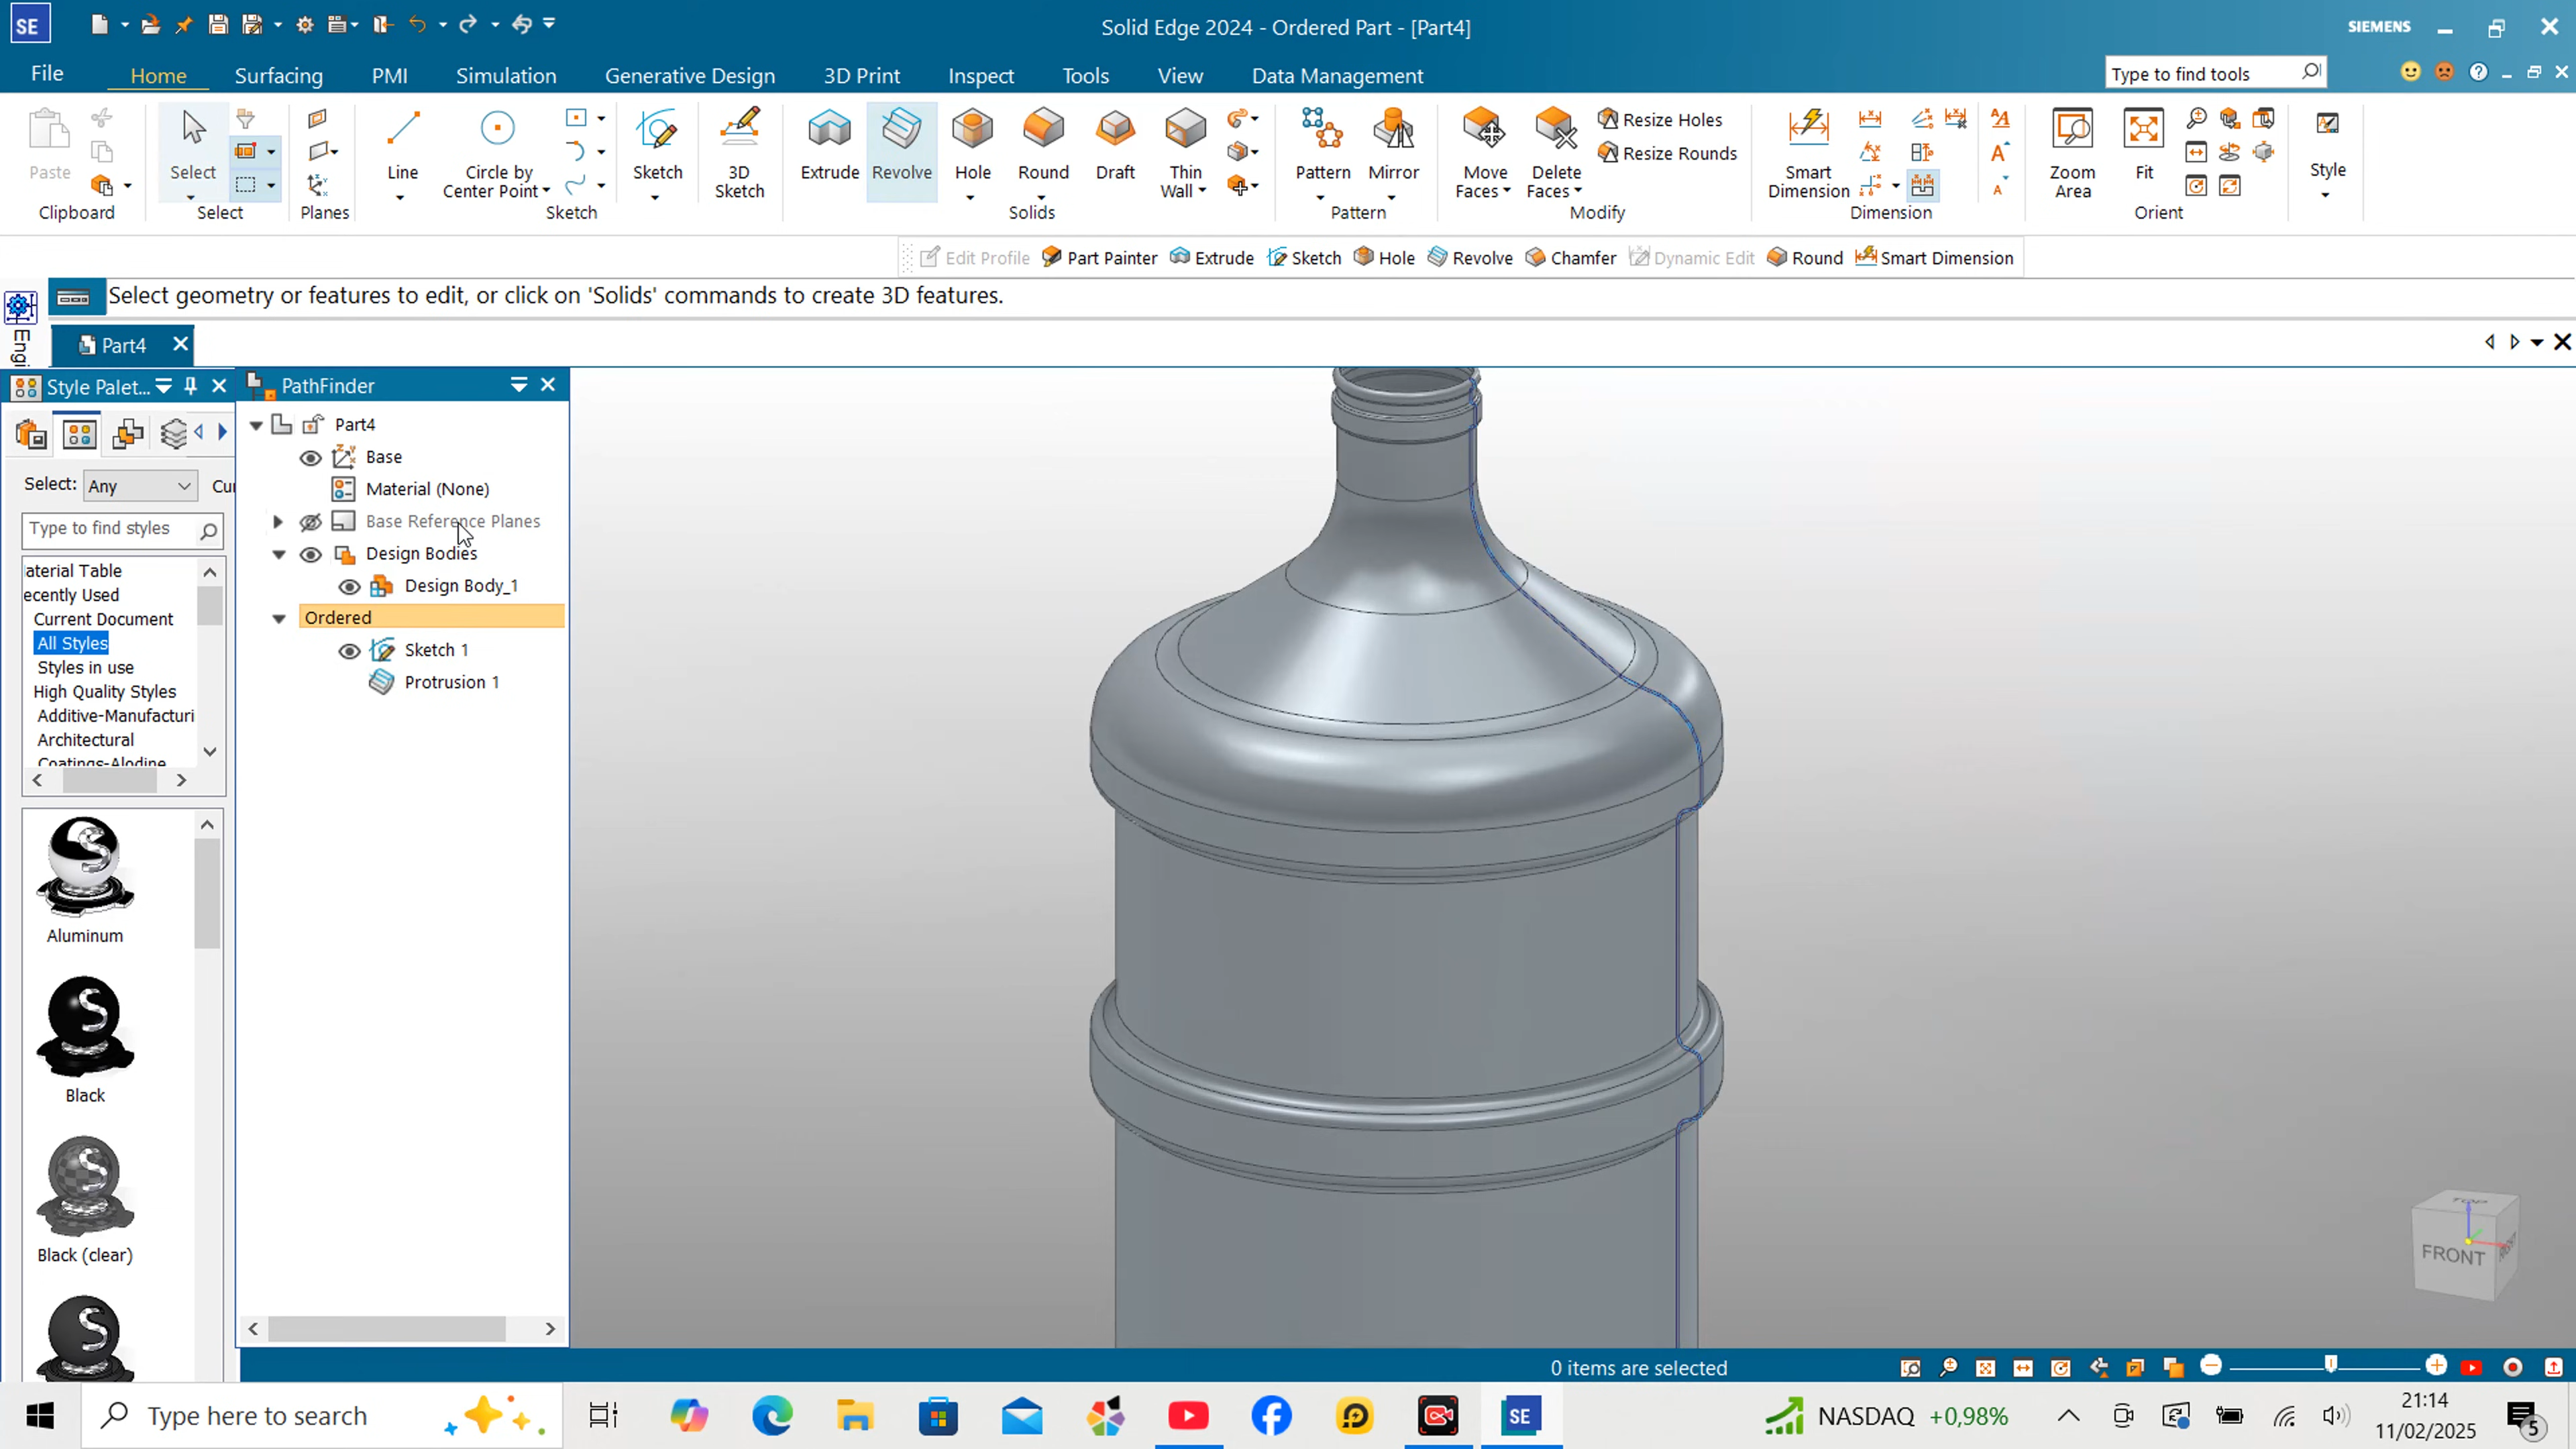 SE
Solid Edge 2024 - Ordered Part - [Part4]
SIEMENS
File
Home
Surfacing
PMI
Simulation
Generative Design
3D Print
Inspect
Tools
View
Data Management
Type to find tools
Paste
Clipboard
Select
Select
Planes
Line
Circle by Center Point
Sketch
Sketch
3D Sketch
Extrude
Revolve
Hole
Round
Draft
Thin Wall
Solids
Pattern
Mirror
Pattern
Move Faces
Delete Faces
Resize Holes
Resize Rounds
Modify
Smart Dimension
Dimension
Zoom Area
Fit
Orient
Style
Edit Profile
Part Painter
Extrude
Sketch
Hole
Revolve
Chamfer
Dynamic Edit
Round
Smart Dimension
Engi
Select geometry or features to edit, or click on 'Solids' commands to create 3D features.
Part4
Style Palet...
PathFinder
Select: Any Cur
Type to find styles
aterial Table
ecently Used
Current Document
All Styles
Styles in use
High Quality Styles
Additive-Manufacturi
Architectural
Coatings-Alodine
Aluminum
Black
Black (clear)
Part4
Base
Material (None)
Base Reference Planes
Design Bodies
Design Body_1
Ordered
Sketch 1
Protrusion 1
TOP
FRONT
0 items are selected
Type here to search
SE
NASDAQ +0,98%
21:14
11/02/2025
5